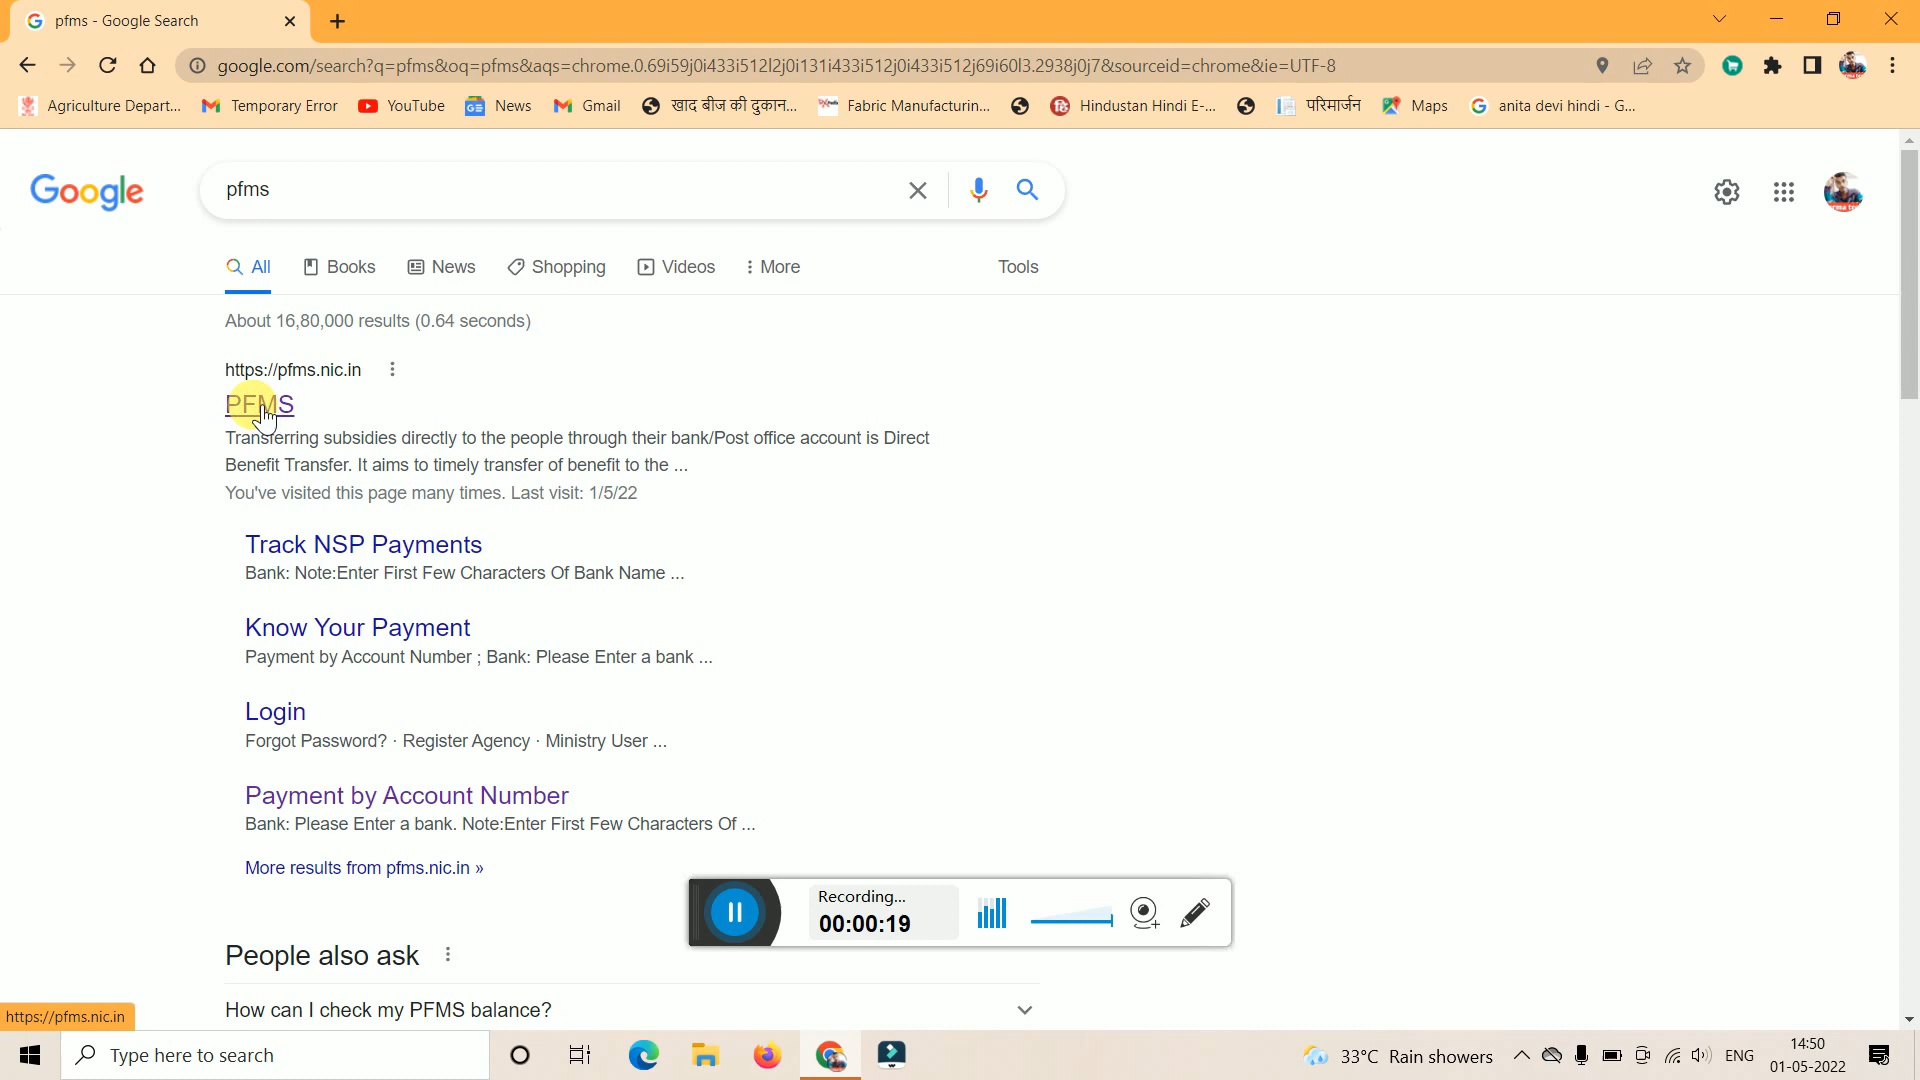 pfms - Google Search
google.com/search?q=pfms&oq=pfms&aqs=chrome.0.69i59j0i433i512l2j0i131i433i512j0i433i512j69i60l3.2938j0j7&sourceid=chrome&ie=UTF-8
Agriculture Depart... Temporary Error YouTube News Gmail खाद बीज की दुकान... Fabric Manufacturin... Hindustan Hindi E-... परिमार्जन Maps anita devi hindi - G...
Google pfms
All Books News Shopping Videos More Tools
About 16,80,000 results (0.64 seconds)
https://pfms.nic.in
PFMS
Transferring subsidies directly to the people through their bank/Post office account is Direct
Benefit Transfer. It aims to timely transfer of benefit to the ...
You've visited this page many times. Last visit: 1/5/22
Track NSP Payments
Bank: Note:Enter First Few Characters Of Bank Name ...
Know Your Payment
Payment by Account Number ; Bank: Please Enter a bank ...
Login
Forgot Password? · Register Agency · Ministry User ...
Payment by Account Number
Bank: Please Enter a bank. Note:Enter First Few Characters Of ...
More results from pfms.nic.in »
Recording...
00:00:19
People also ask
How can I check my PFMS balance?
https://pfms.nic.in
Type here to search
33°C Rain showers
ENG
14:50
01-05-2022